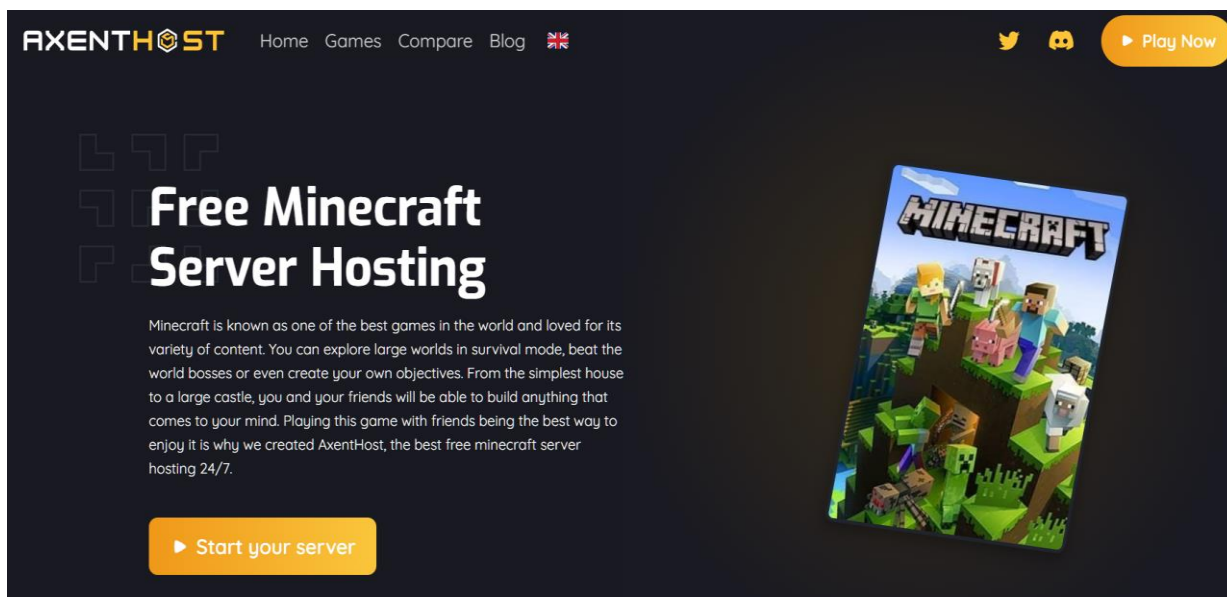 AXENTHOST
Home Games Compare Blog
Play Now
Free Minecraft
Server Hosting
Minecraft is known as one of the best games in the world and loved for its
variety of content. You can explore large worlds in survival mode, beat the
world bosses or even create your own objectives. From the simplest house
to a large castle, you and your friends will be able to build anything that
comes to your mind. Playing this game with friends being the best way to
enjoy it is why we created AxentHost, the best free minecraft server
hosting 24/7.
Start your server
MINECRAFT